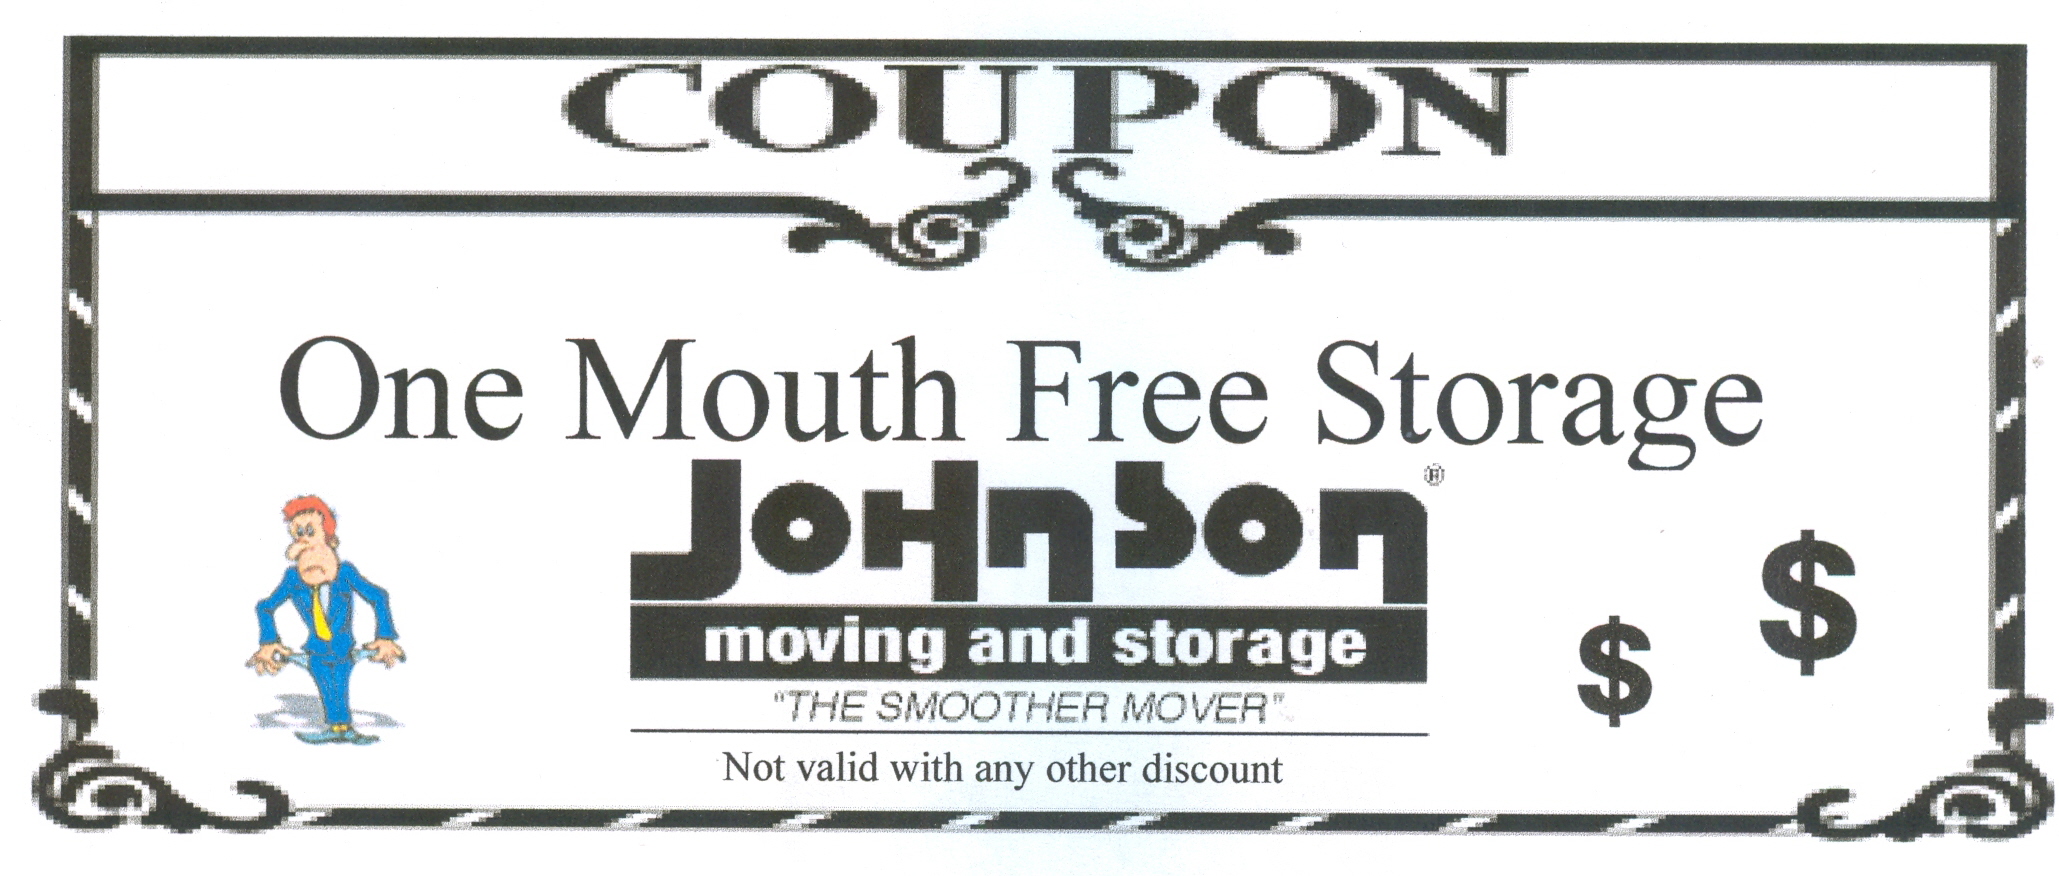 COUPON
One Mouth Free Storage
JoHnSon®
moving and storage
"THE SMOOTHER MOVER"
Not valid with any other discount
$ $